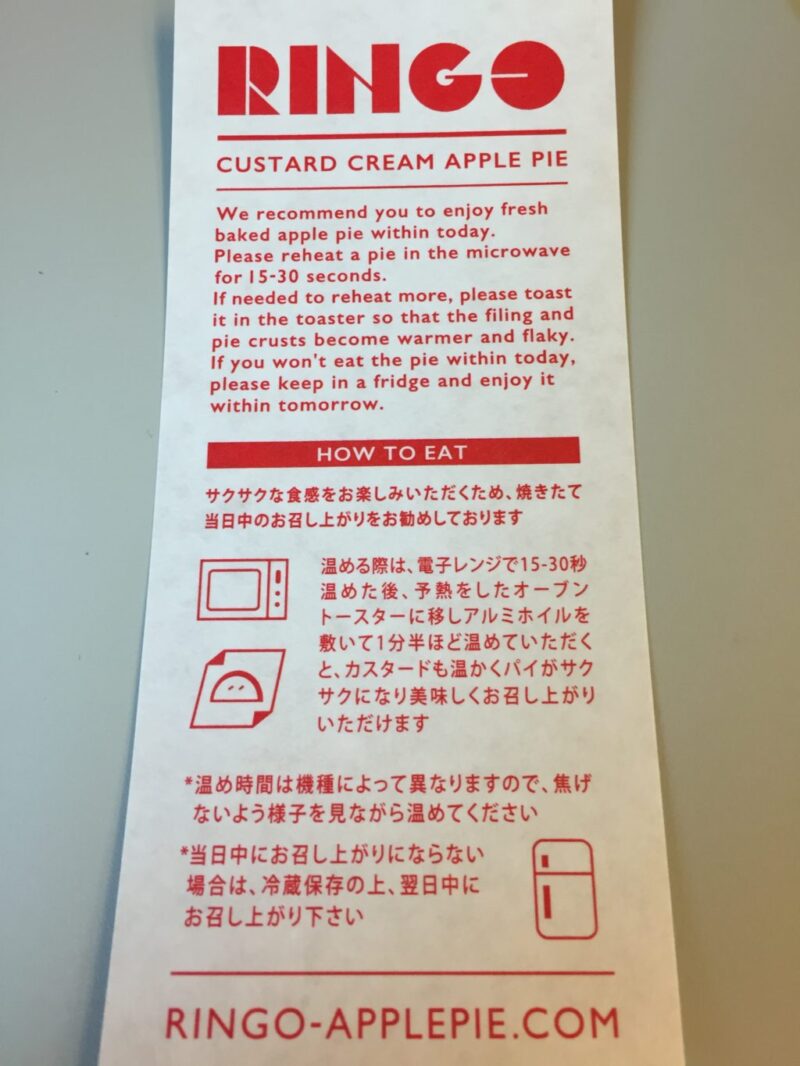 RINGO
CUSTARD CREAM APPLE PIE
We recommend you to enjoy fresh
baked apple pie within today.
Please reheat a pie in the microwave
for 15-30 seconds.
If needed to reheat more, please toast
it in the toaster so that the filing and
pie crusts become warmer and flaky.
If you won't eat the pie within today,
please keep in a fridge and enjoy it
within tomorrow.
HOW TO EAT
サクサクな食感をお楽しみいただくため、焼きたて
当日中のお召し上がりをお勧めしております
温める際は、電子レンジで15-30秒
温めた後、予熱をしたオーブン
トースターに移しアルミホイルを
敷いて1分半ほど温めていただく
と、カスタードも温かくパイがサク
サクになり美味しくお召し上がり
いただけます
*温め時間は機種によって異なりますので、焦げ
ないよう様子を見ながら温めてください
*当日中にお召し上がりにならない
場合は、冷蔵保存の上、翌日中に
お召し上がり下さい
RINGO-APPLEPIE.COM